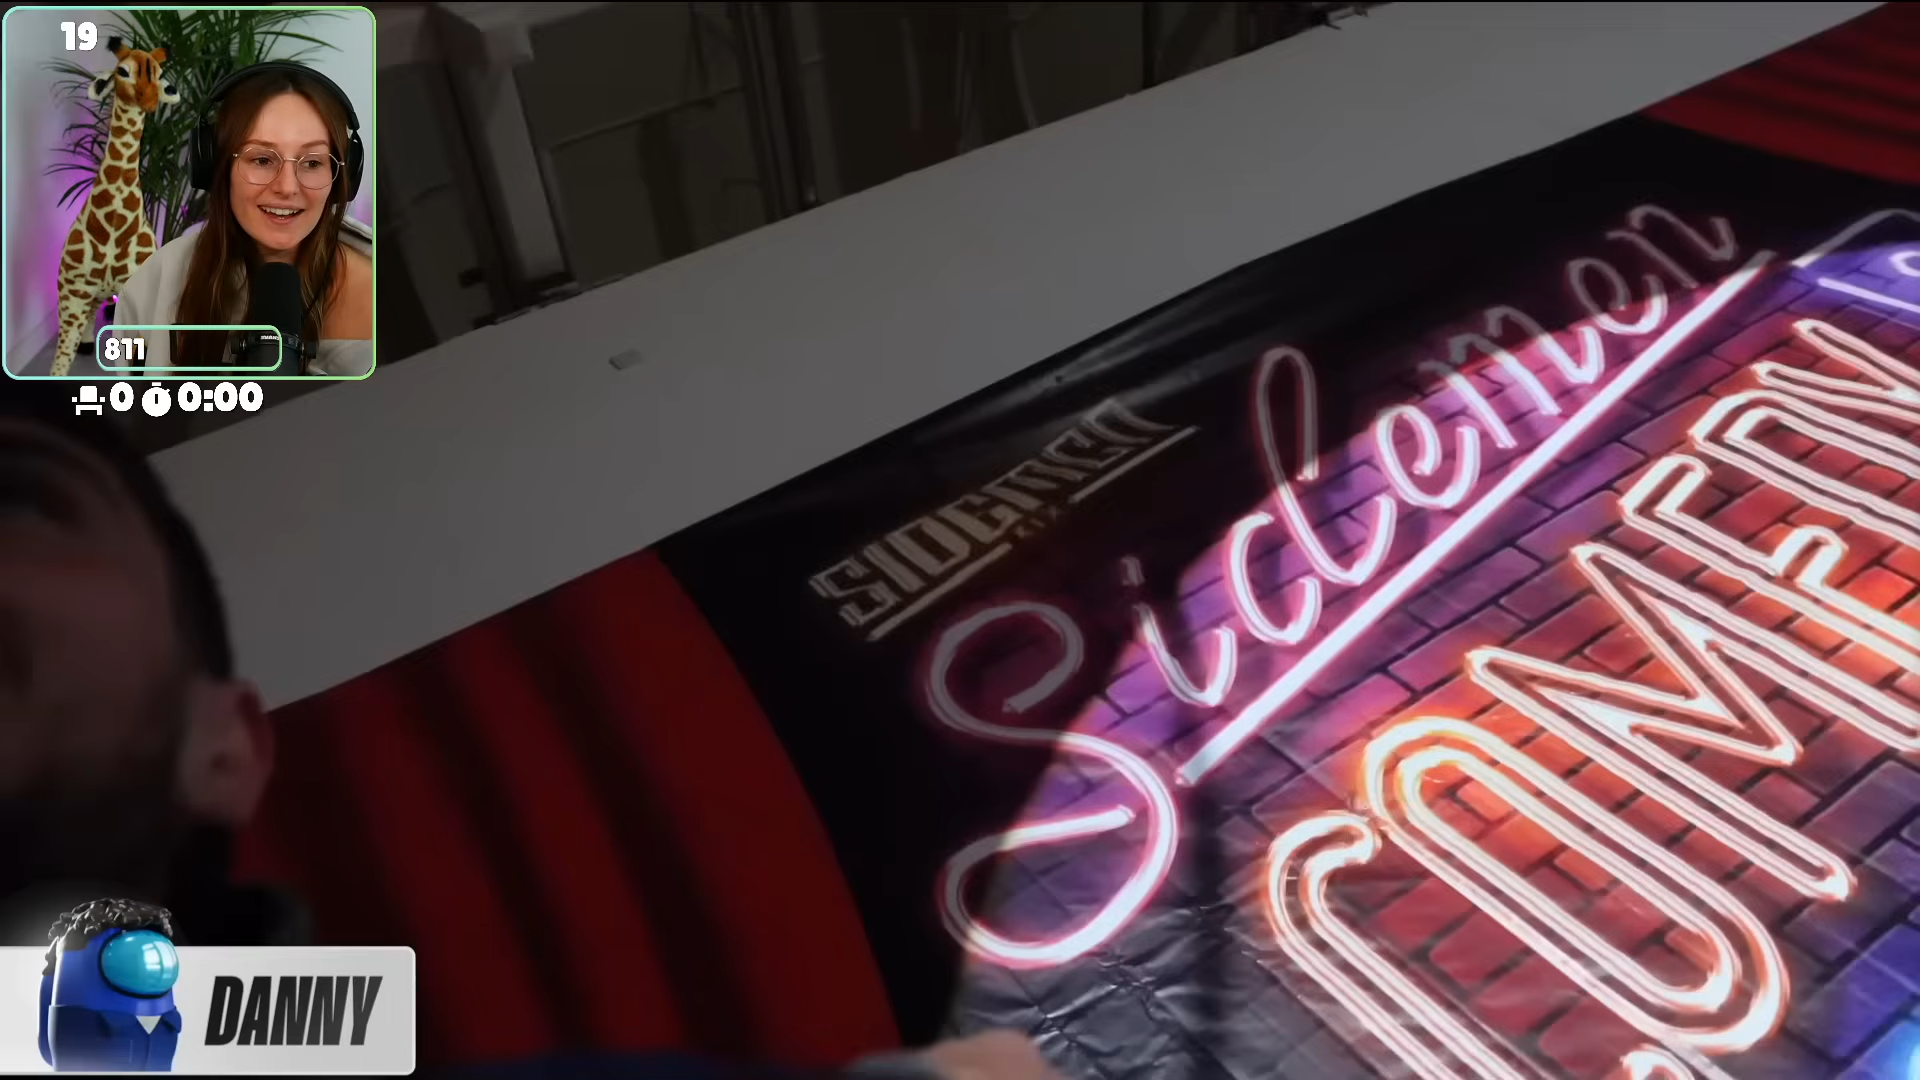 19
811
0 0:00
SIDEMEN
Sidemen
DANNY